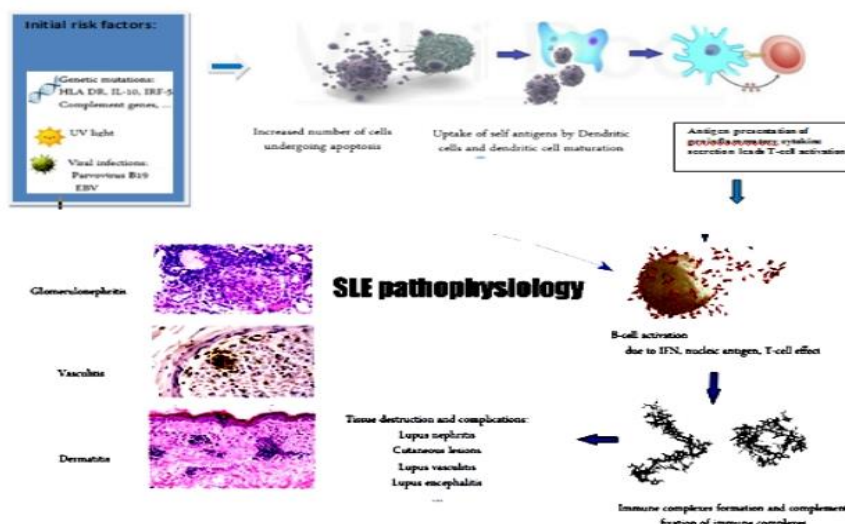 Initial risk factors:
Genetic mutations:
HLA DR, IL-10, IRF-5
Complement genes, ...
UV light
Viral infections:
Parvovirus B19
EBV
Increased number of cells
undergoing apoptosis
Uptake of self antigens by Dendritic
cells and dendritic cell maturation
Antigen presentation of
proinflammatory cytokine
secretion leads T-cell activation
SLE pathophysiology
B-cell activation
due to IFN, nucleic antigen, T-cell effect
Immune complexes formation and complement
fixation of immune complexes
Tissue destruction and complications:
Lupus nephritis
Cutaneous lesions
Lupus vasculitis
Lupus encephalitis
...
Glomerulonephritis
Vasculitis
Dermatitis